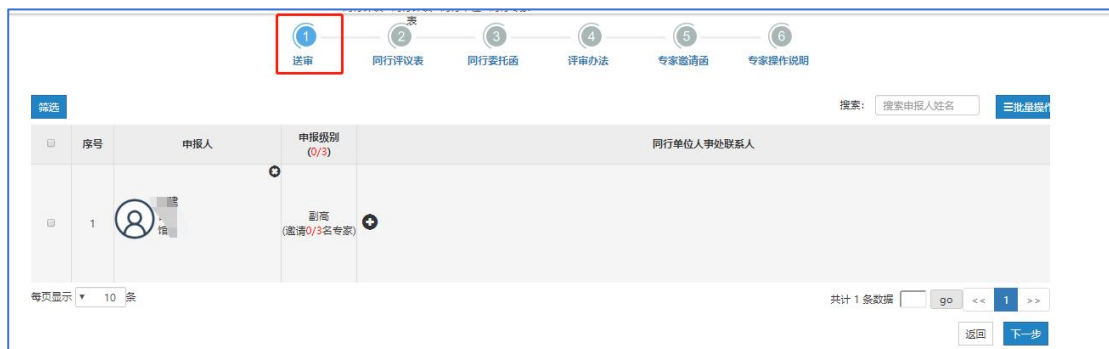 表
1 2 3 4 5 6
送审 同行评议表 同行委托函 评审办法 专家邀请函 专家操作说明
筛选 搜索: 搜索申报人姓名 批量操作
序号 申报人 申报级别 同行单位人事处联系人
(0/3)
1 副高
馆 (邀请0/3名专家)
每页显示 10 条 共计 1 条数据 go << 1 >>
返回 下一步